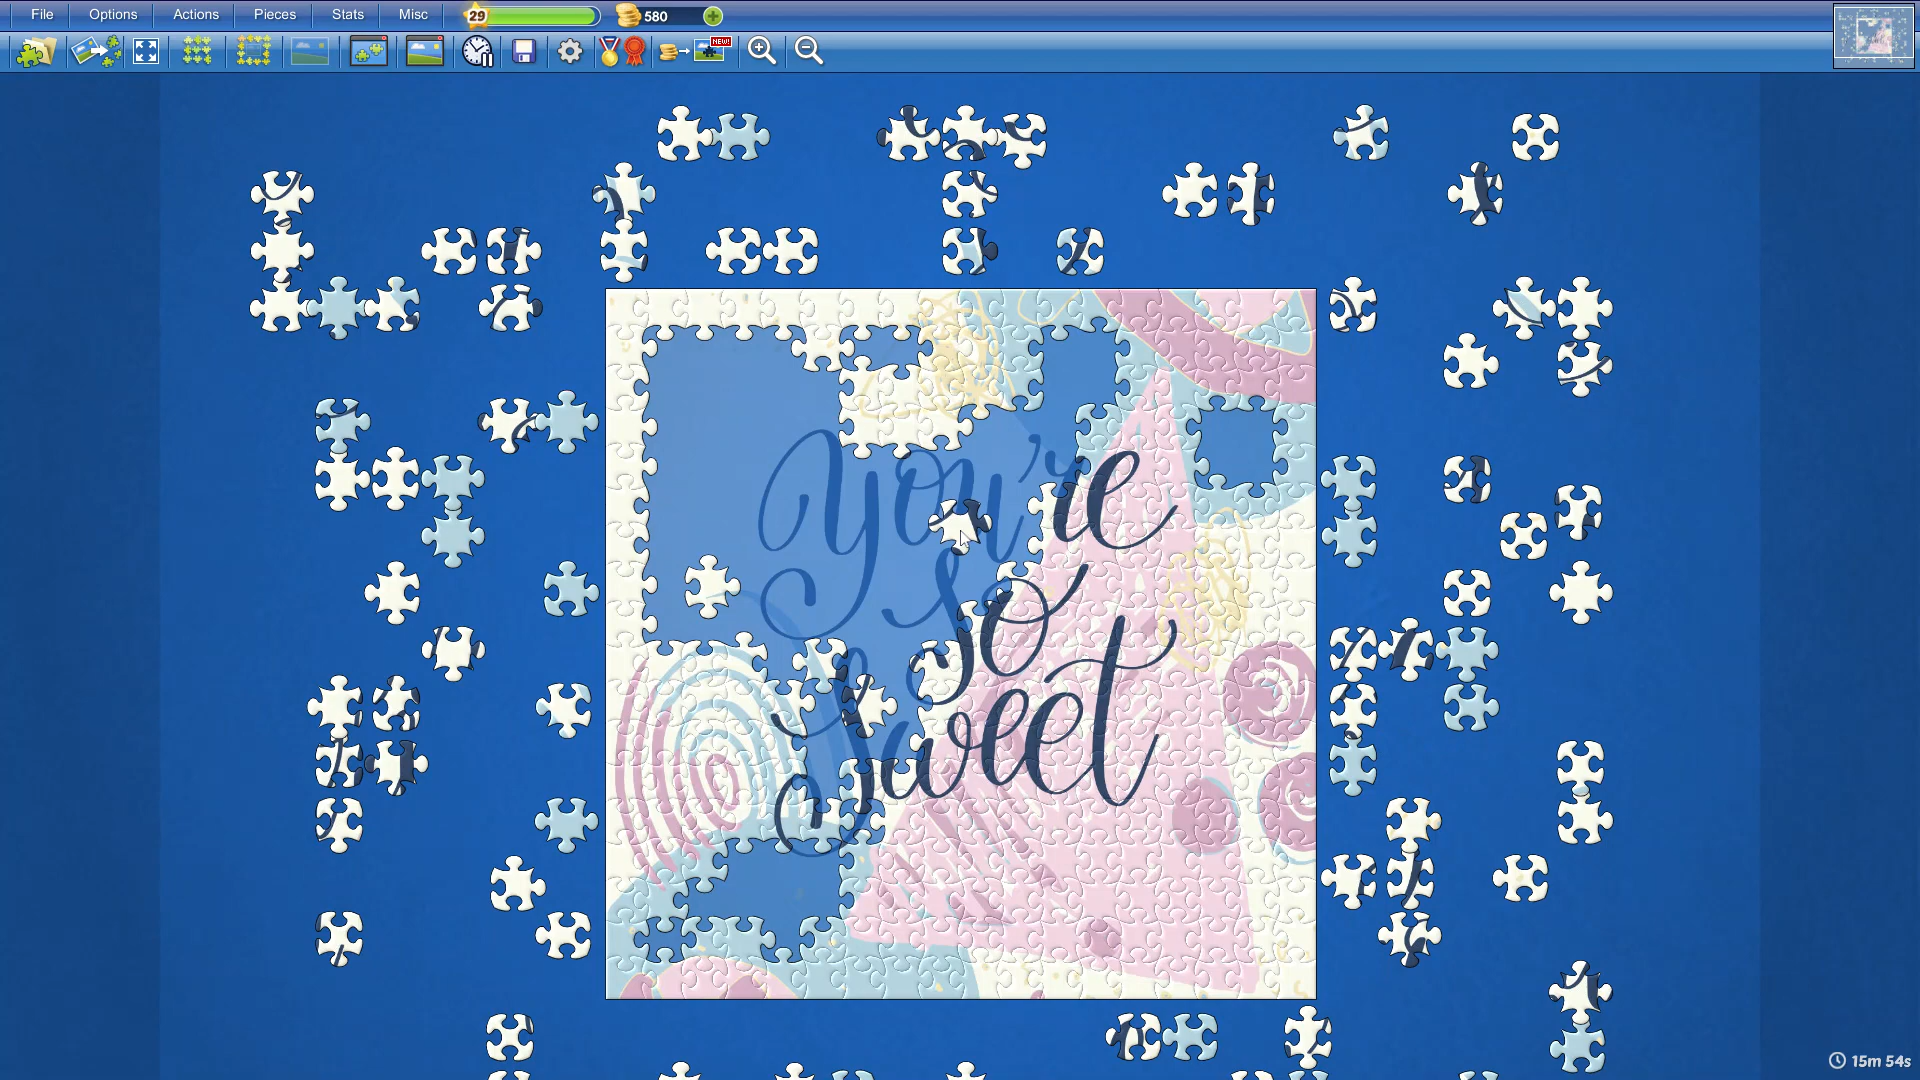 File Options Actions Pieces Stats Misc 29 580
NEW!
You're
So
Sweet
15m 54s